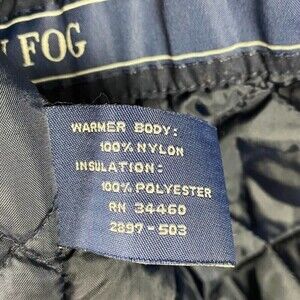 FOG
WARMER BODY:
100% NYLON
INSULATION:
100% POLYESTER
RN 34460
2897-503